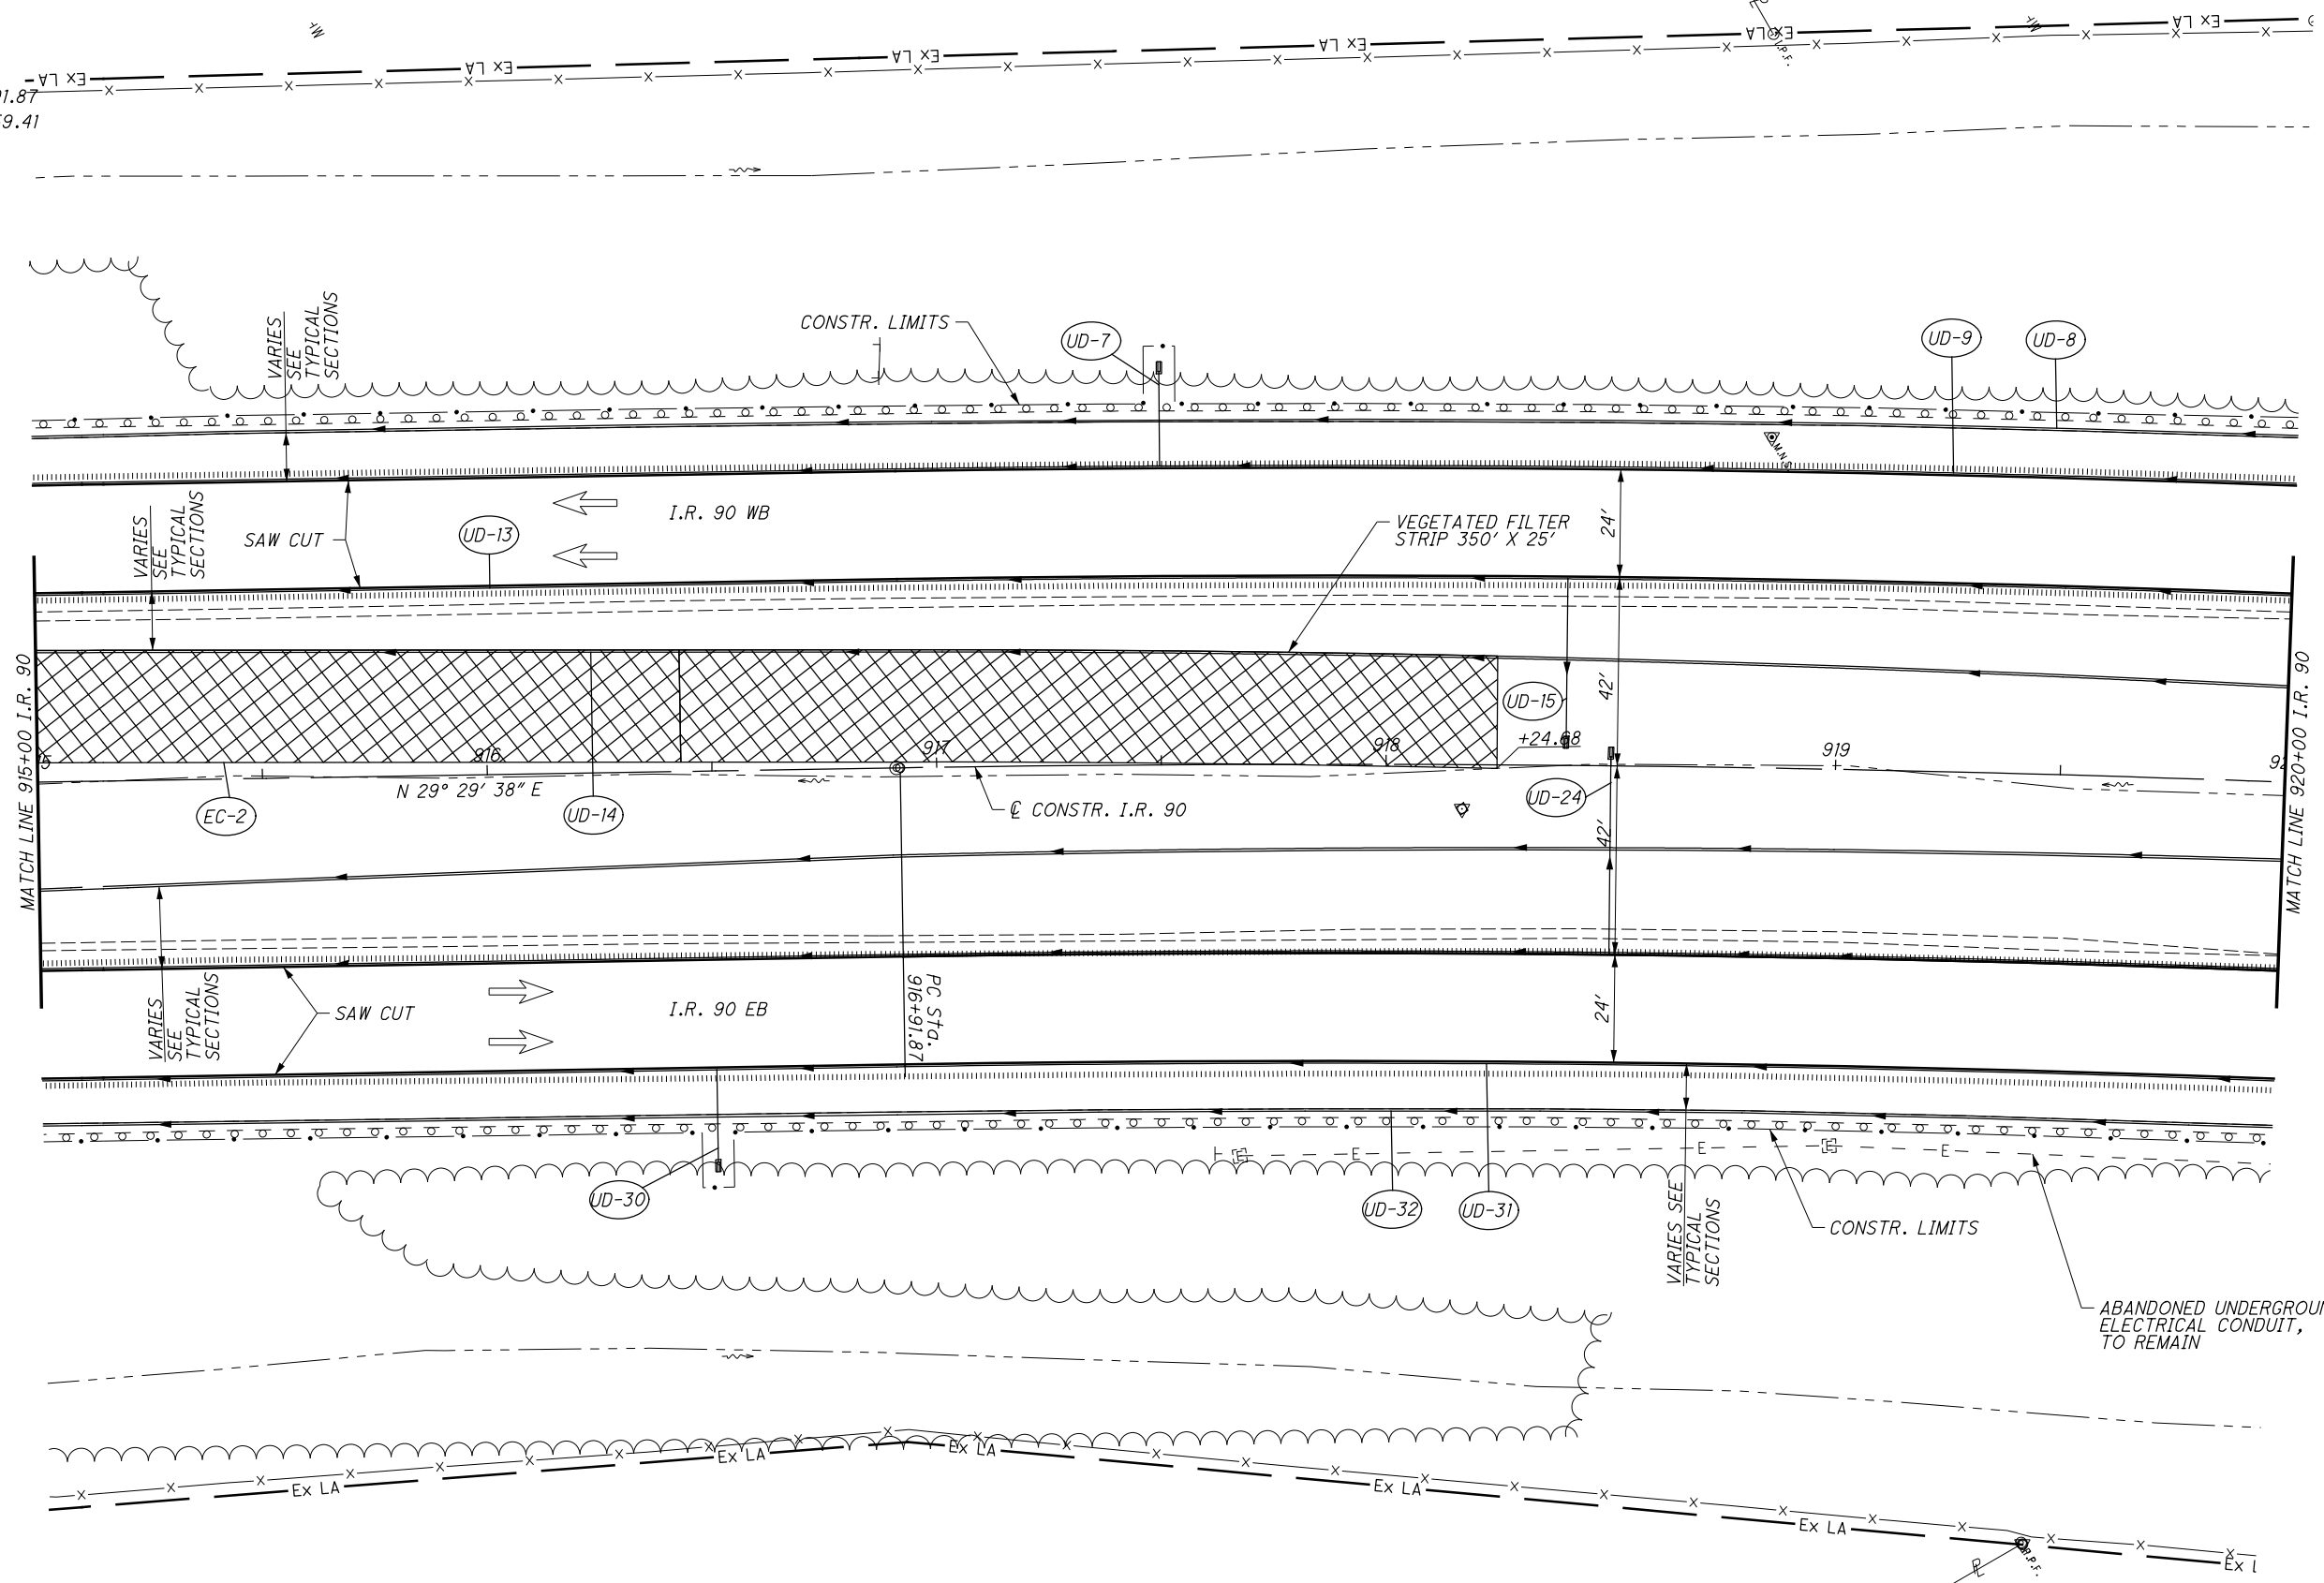 Ex LA
Ex LA
Ex LA
Ex LA
Ex LA
Ex LA
I.P.F.
91.87
59.41
VARIES
SEE
TYPICAL
SECTIONS
CONSTR. LIMITS
UD-7
UD-9
UD-8
M.N.S.
VARIES
SEE
TYPICAL
SECTIONS
SAW CUT
UD-13
I.R. 90 WB
VEGETATED FILTER
STRIP 350' X 25'
24'
MATCH LINE 915+00 I.R. 90
MATCH LINE 920+00 I.R. 90
42'
UD-15
+24.68
916
917
918
919
N 29° 29' 38" E
EC-2
UD-14
℄ CONSTR. I.R. 90
UD-24
42'
VARIES
SEE
TYPICAL
SECTIONS
SAW CUT
I.R. 90 EB
PC Sta.
916+91.87
24'
E
E
E
E
E
UD-30
UD-32
UD-31
VARIES SEE
TYPICAL
SECTIONS
CONSTR. LIMITS
ABANDONED UNDERGROUN
ELECTRICAL CONDUIT,
TO REMAIN
Ex LA
Ex LA
Ex LA
Ex LA
Ex LA
Ex L